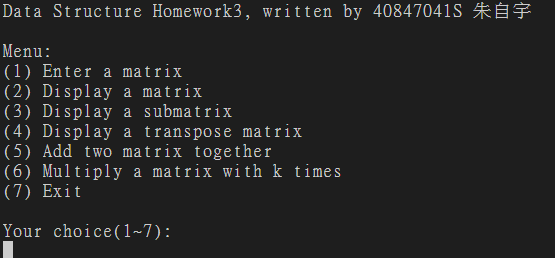 Data Structure Homework3, written by 40847041S 朱自宇
Menu:
(1) Enter a matrix
(2) Display a matrix
(3) Display a submatrix
(4) Display a transpose matrix
(5) Add two matrix together
(6) Multiply a matrix with k times
(7) Exit
Your choice(1~7):